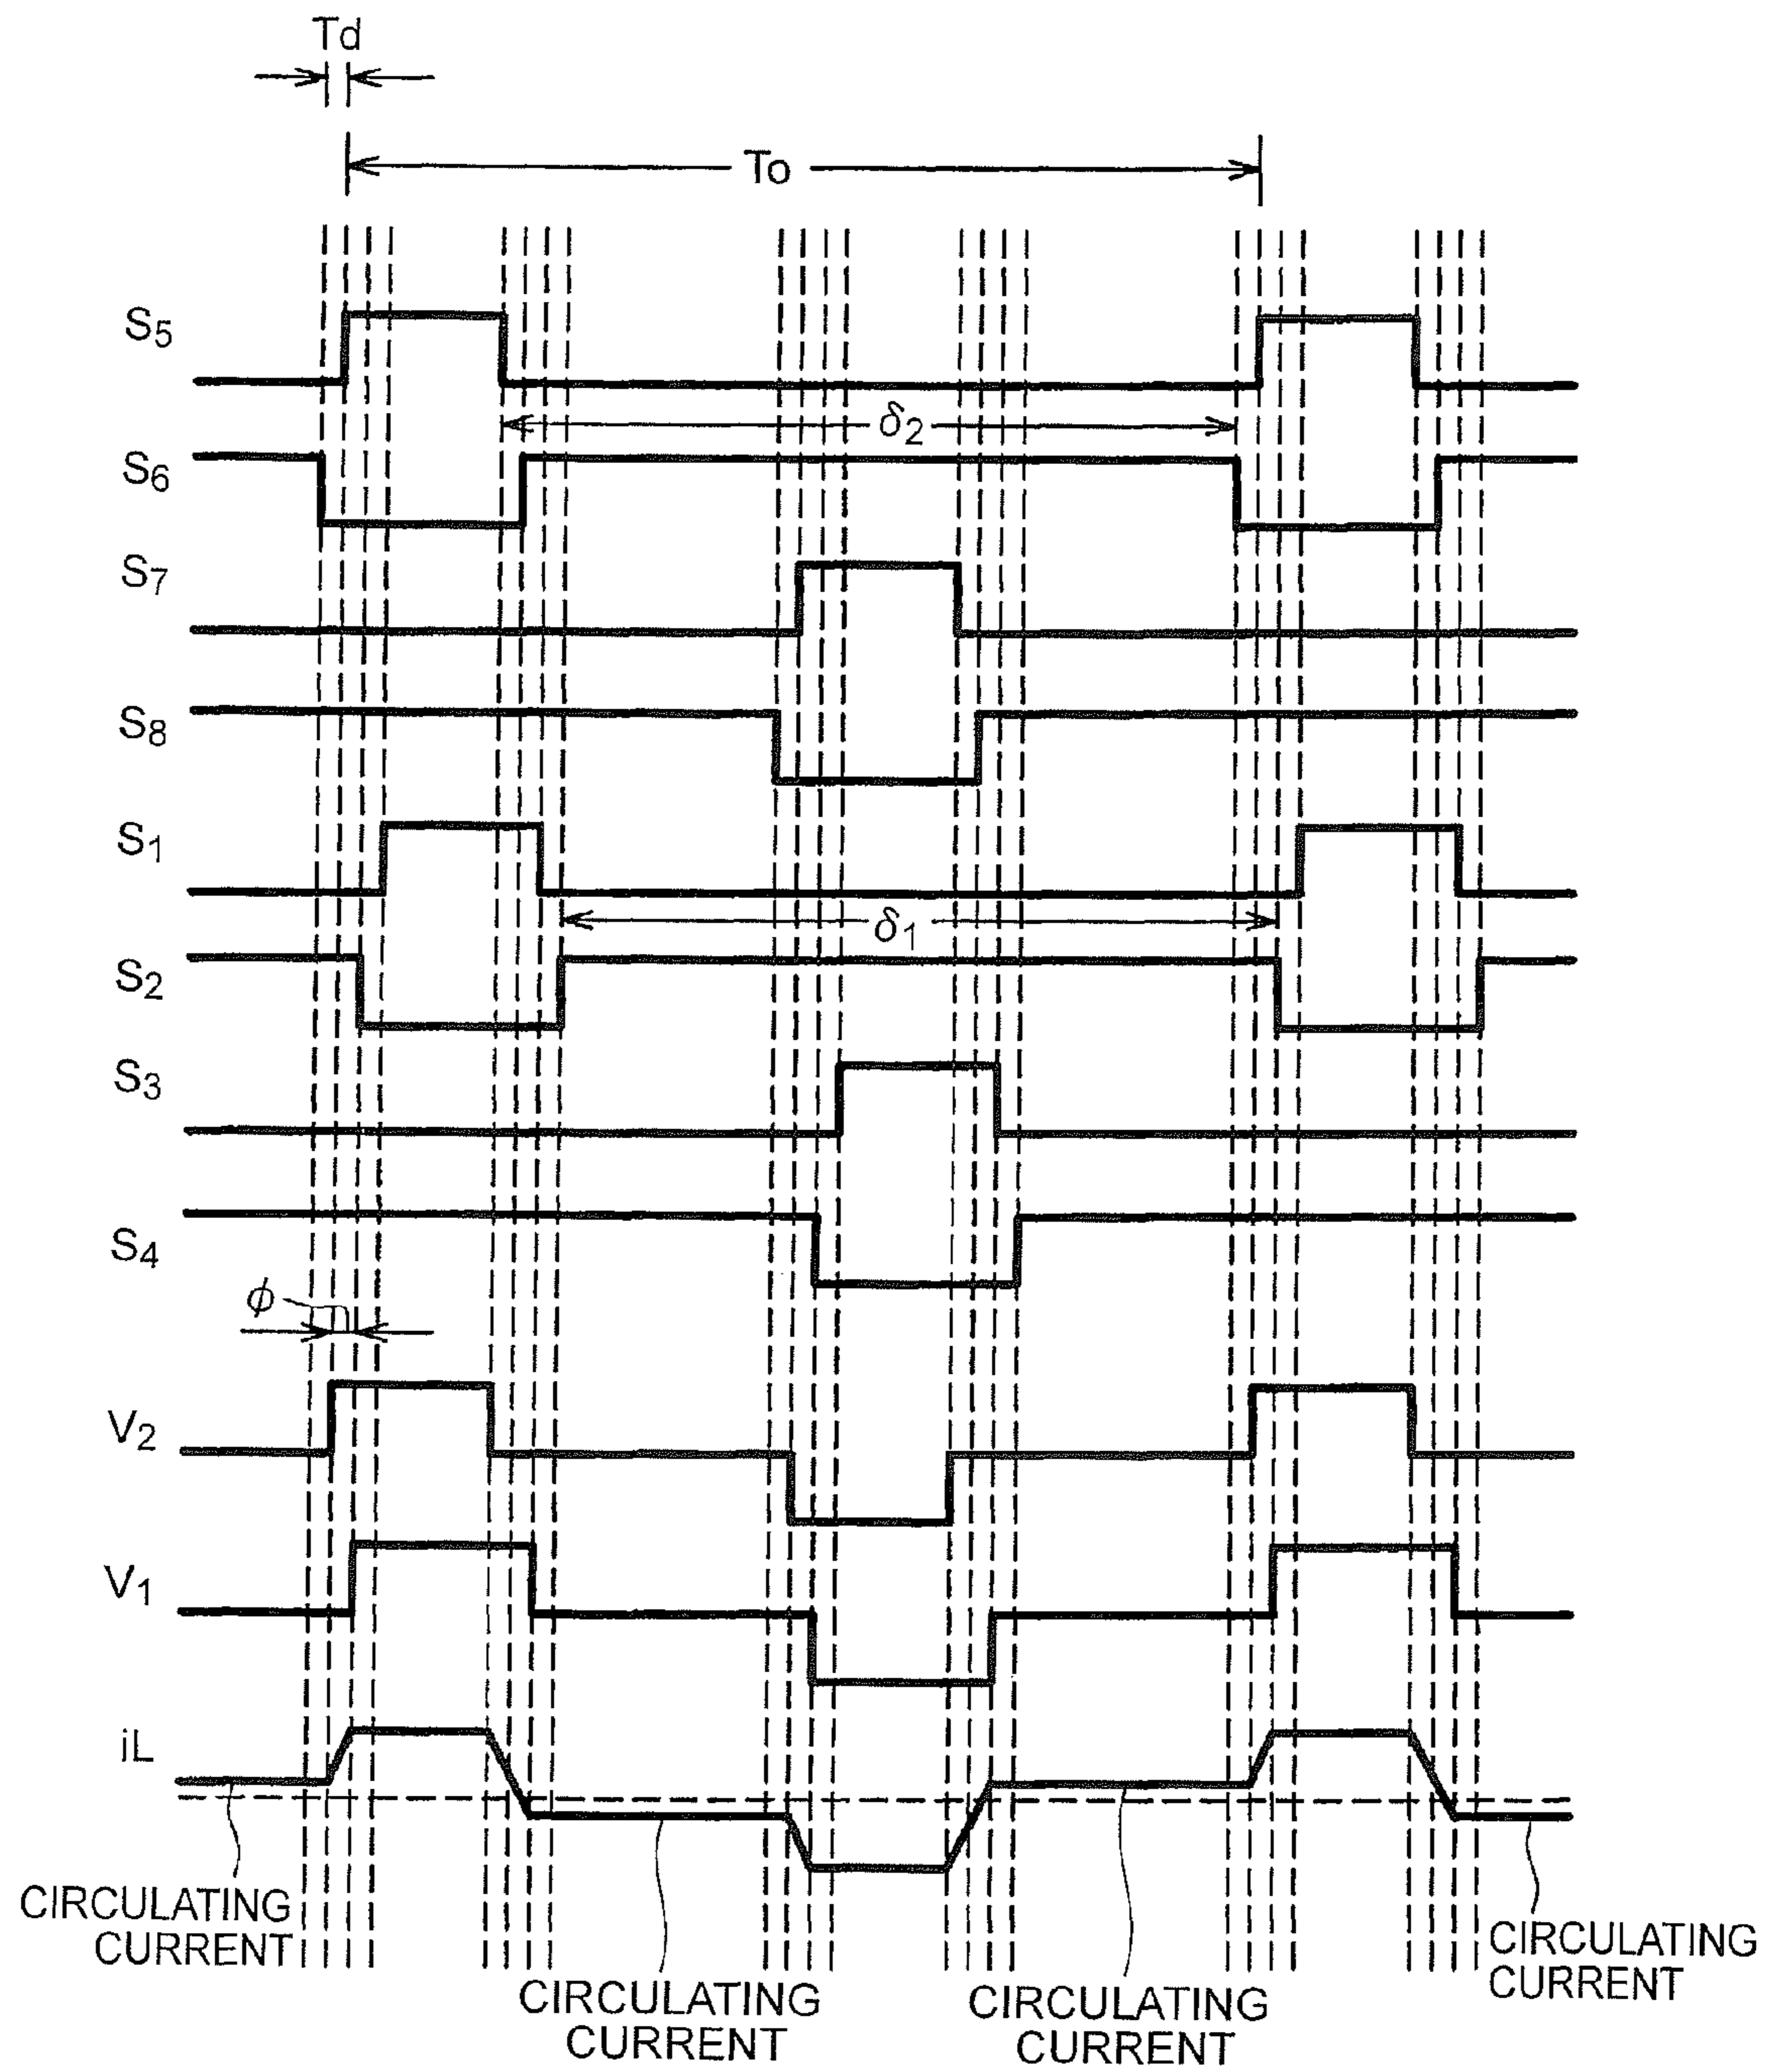 Td
To
S5
δ2
S6
S7
S8
S1
δ1
S2
S3
S4
ϕ
V2
V1
iL
CIRCULATING
CURRENT
CIRCULATING
CURRENT
CIRCULATING
CURRENT
CIRCULATING
CURRENT